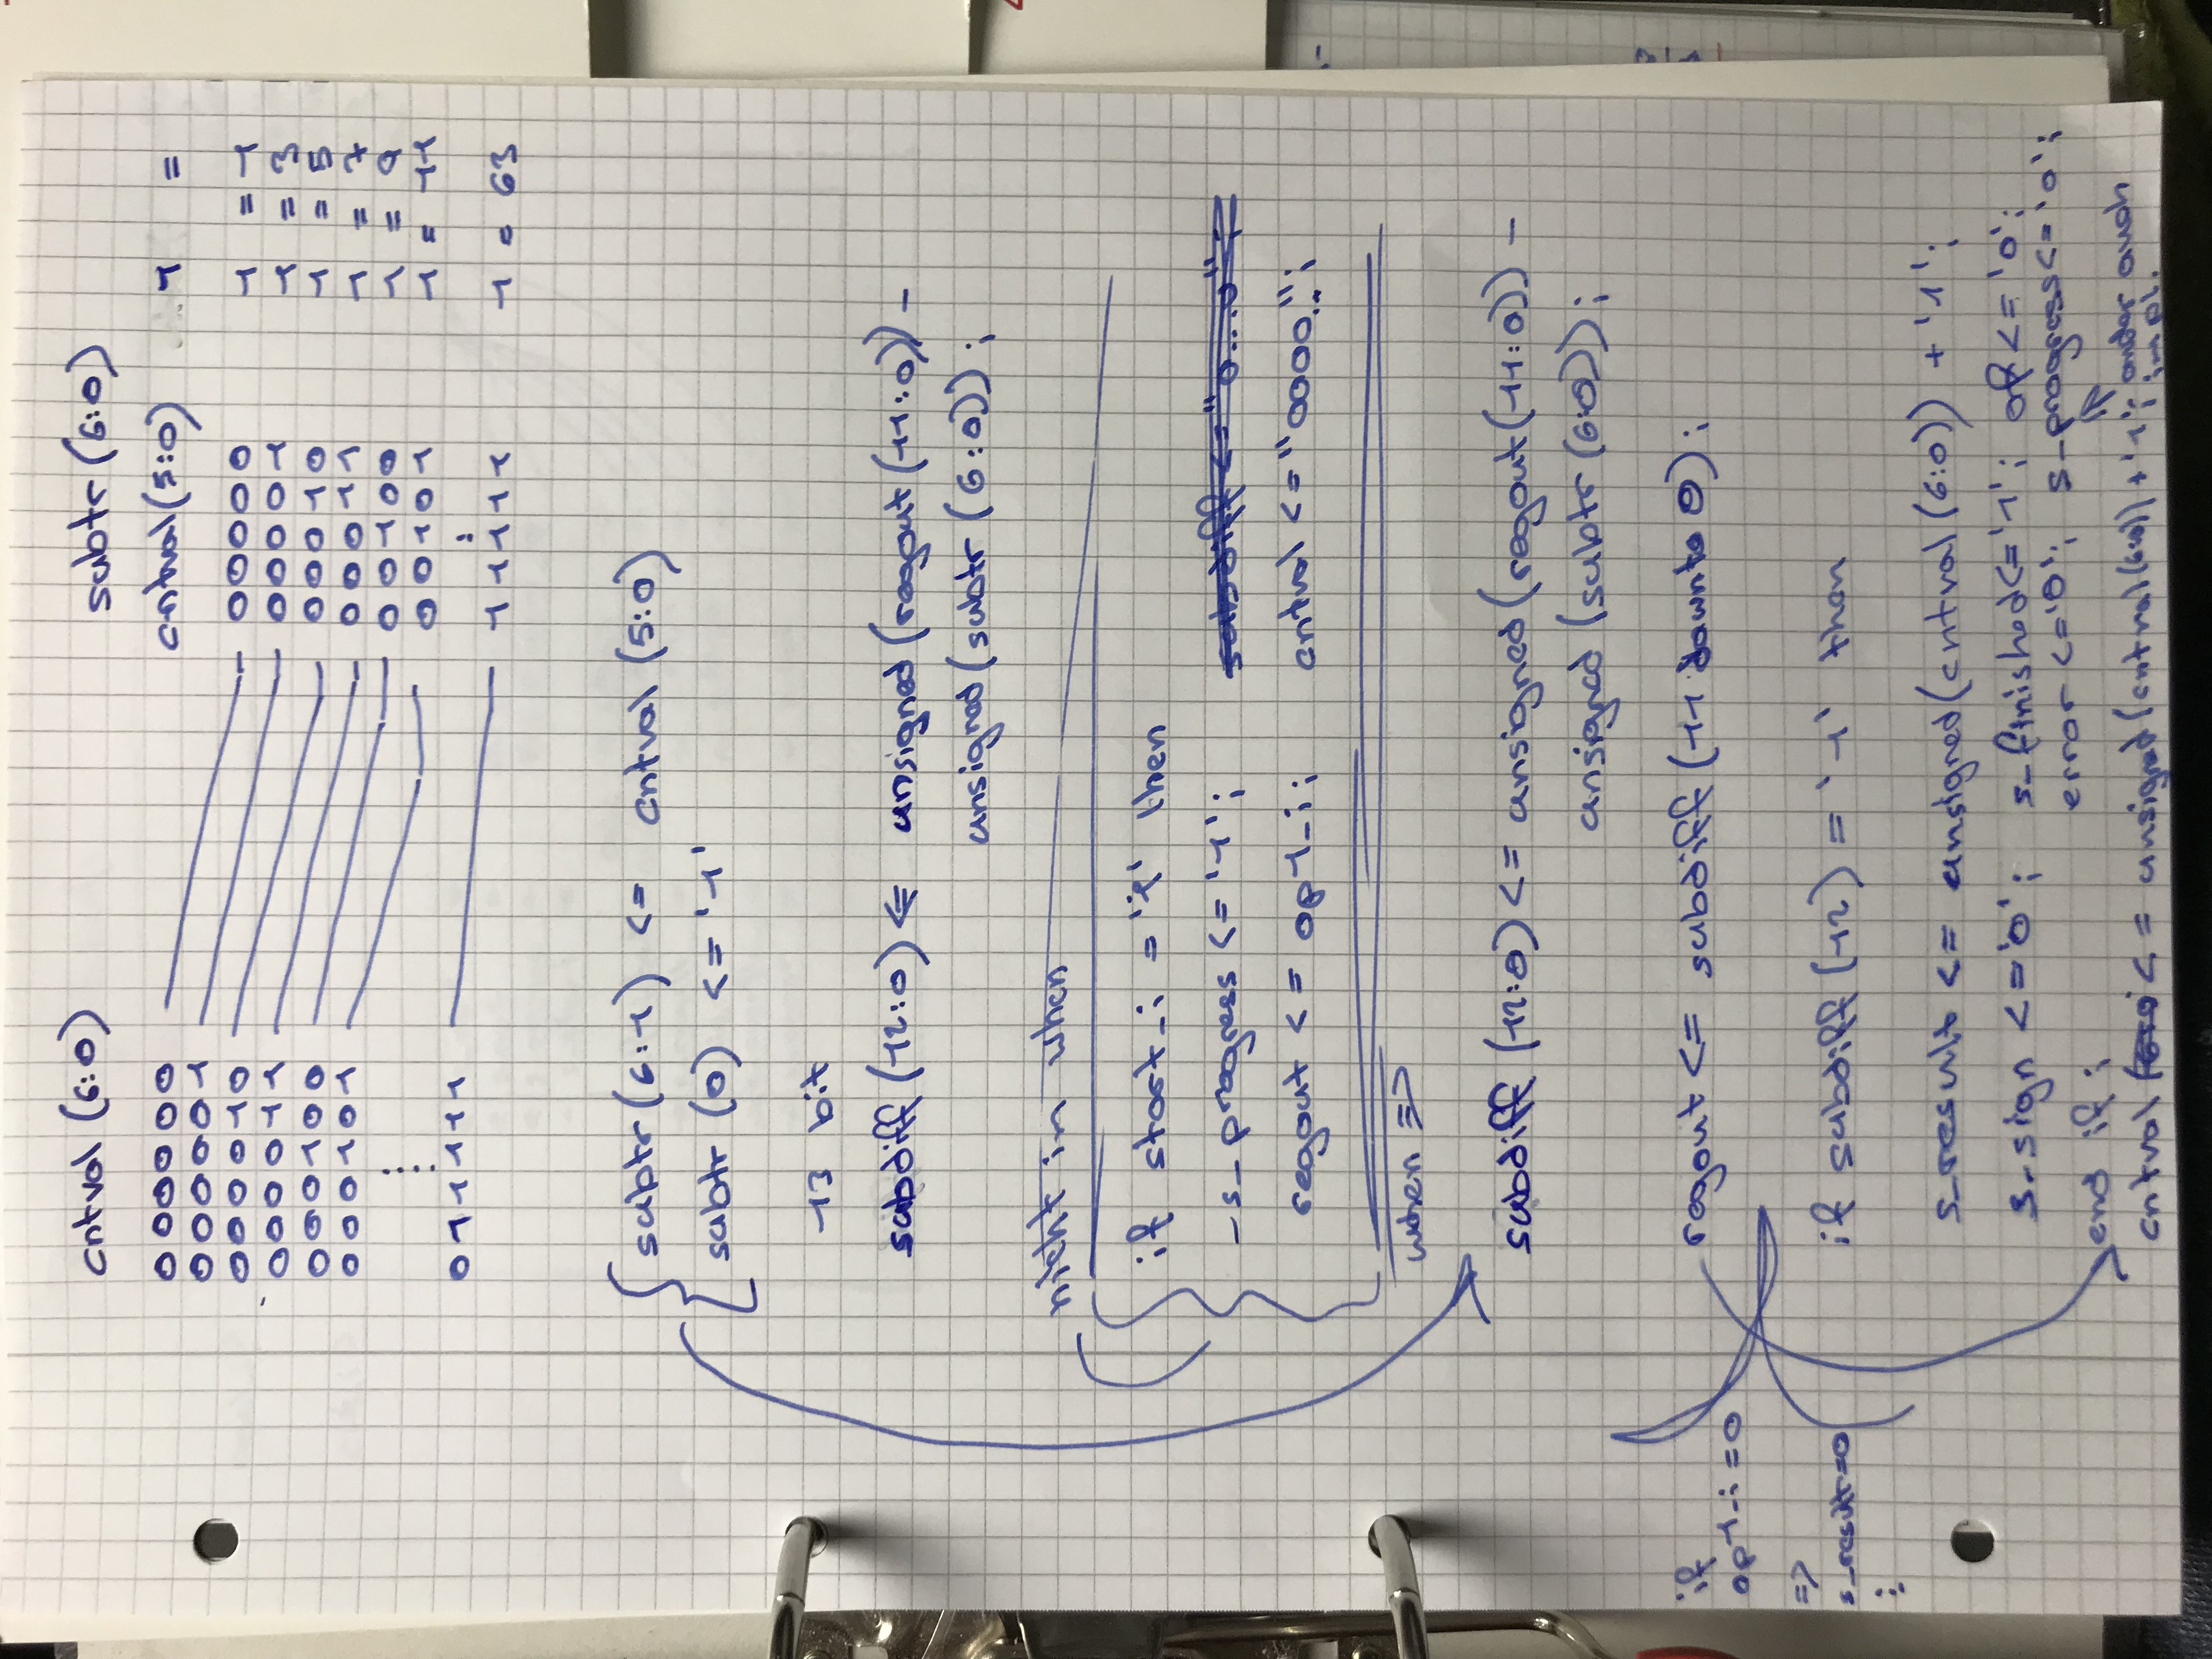 cntval (6:0) subtr (6:0)
cntval(5:0) 1 =
000000
000001
000010 00000 1 = 1
000011 00001 1 = 3
000100 00010 1 = 5
000101 00011 1 = 7
00100 1 = 9
00101 1 = 11
011111
11111 1 = 63
subtr (6:1) <= cntval (5:0)
subtr (0) <= '1'
13 bit
subdiff (12:0) <= unsigned(regout(11:0)) -
unsigned(subtr (6:0)) ;
nicht in when
if start_i = '1' then
-s_progress <= '1'; subdiff <= "0...0";
regout <= op1_i; cntval <= "0000..";
when =>
subdiff (12:0) <= unsigned(regout(11:0)) -
unsigned (subtr (6:0)) ;
regout <= subdiff (11 downto 0) ;
if
op1_i = 0
=>
s_result=0
:
if subdiff (12) = '1' then
s_result <= unsigned(cntval (6:0)) + '1';
s_sign <= '0'; s_finished <= '1'; of <= '0';
error <= '0'; s_progress <= '0';
end if ;
cntval <= unsigned (cntval (6:0)) + '1';
auch
impl.